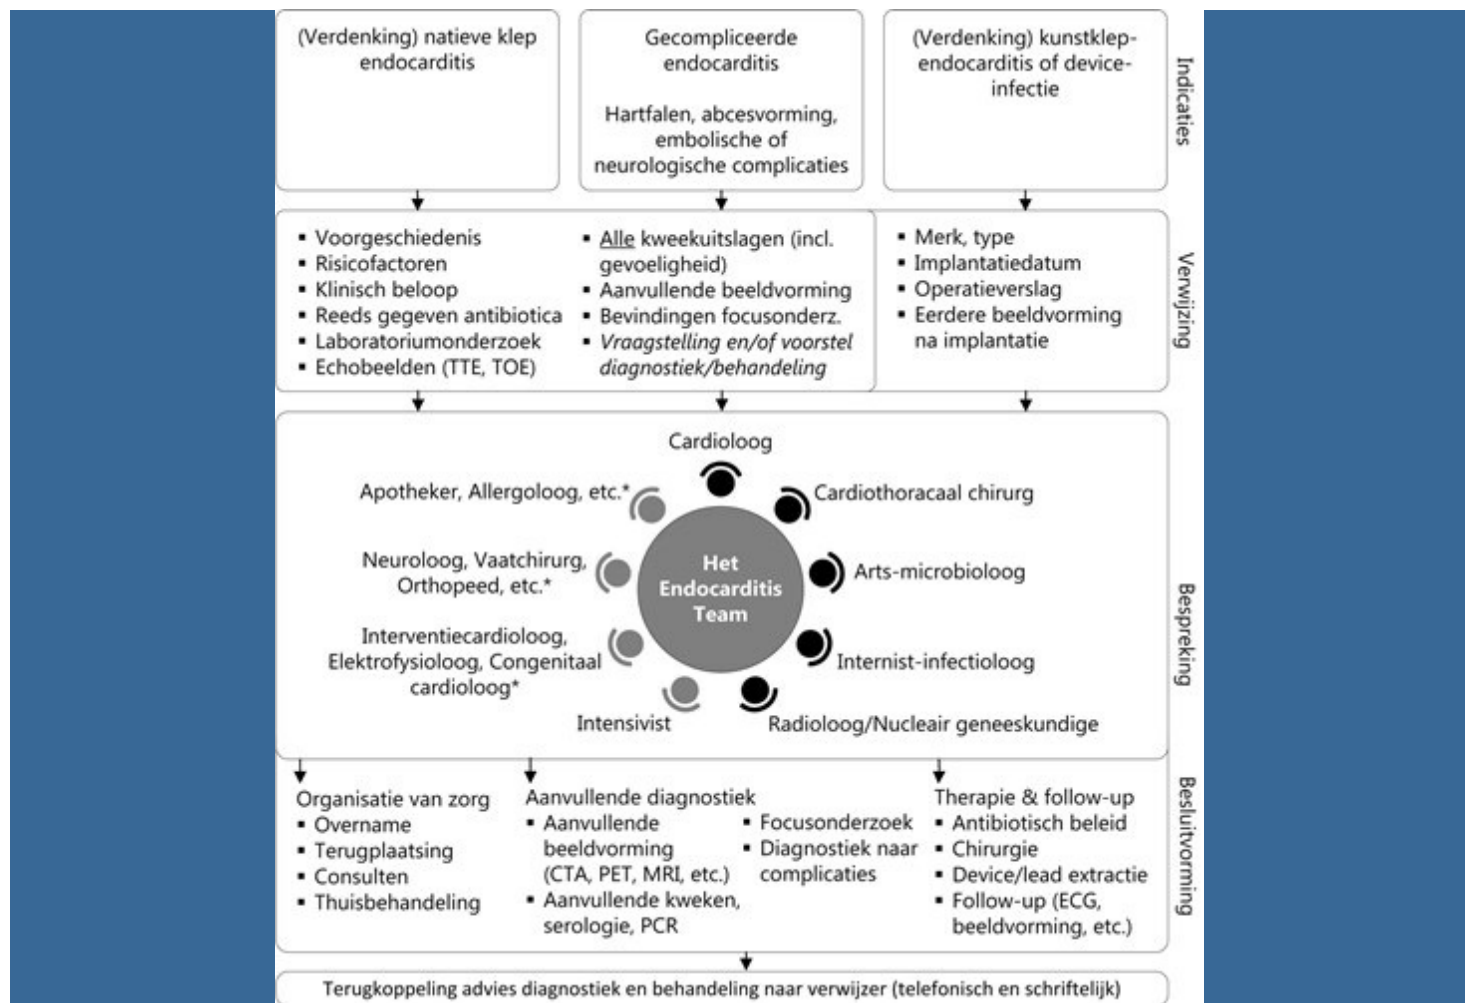 (Verdenking) natieve klep
endocarditis
Gecompliceerde
endocarditis
Hartfalen, abcesvorming,
embolische of
neurologische complicaties
(Verdenking) kunstklep-
endocarditis of device-
infectie
Indicaties
▪ Voorgeschiedenis
▪ Risicofactoren
▪ Klinisch beloop
▪ Reeds gegeven antibiotica
▪ Laboratoriumonderzoek
▪ Echobeelden (TTE, TOE)
▪ Alle kweekuitslagen (incl.
gevoeligheid)
▪ Aanvullende beeldvorming
▪ Bevindingen focusonderz.
▪ Vraagstelling en/of voorstel
diagnostiek/behandeling
▪ Merk, type
▪ Implantatiedatum
▪ Operatieverslag
▪ Eerdere beeldvorming
na implantatie
Verwijzing
Cardioloog
Apotheker, Allergoloog, etc.*
Cardiothoracaal chirurg
Neuroloog, Vaatchirurg,
Orthopeed, etc.*
Het
Endocarditis
Team
Arts-microbioloog
Interventiecardioloog,
Elektrofysioloog, Congenitaal
cardioloog*
Internist-infectioloog
Intensivist
Radioloog/Nucleair geneeskundige
Bespreking
Organisatie van zorg
▪ Overname
▪ Terugplaatsing
▪ Consulten
▪ Thuisbehandeling
Aanvullende diagnostiek
▪ Aanvullende
beeldvorming
(CTA, PET, MRI, etc.)
▪ Aanvullende kweken,
serologie, PCR
▪ Focusonderzoek
▪ Diagnostiek naar
complicaties
Therapie & follow-up
▪ Antibiotisch beleid
▪ Chirurgie
▪ Device/lead extractie
▪ Follow-up (ECG,
beeldvorming, etc.)
Besluitvorming
Terugkoppeling advies diagnostiek en behandeling naar verwijzer (telefonisch en schriftelijk)